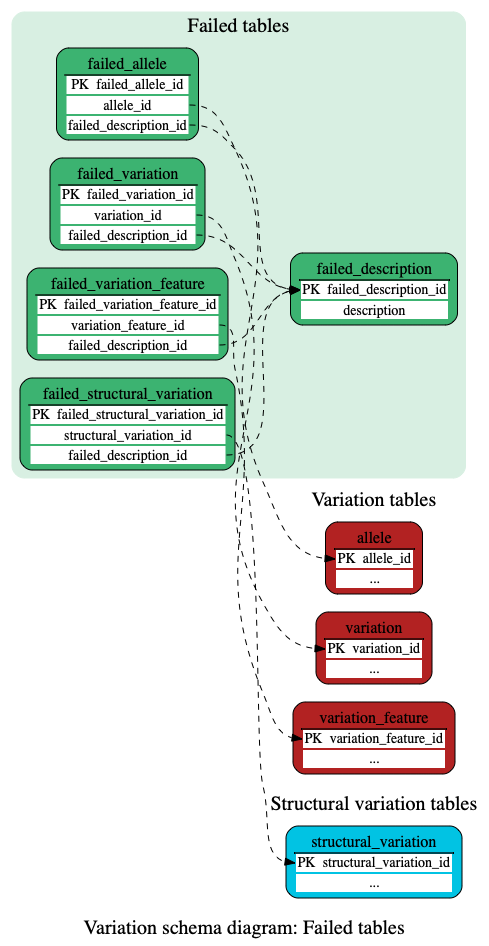 Failed tables
failed_allele
PK failed_allele_id
allele_id
failed_description_id
failed_variation
PK failed_variation_id
variation_id
failed_description_id
failed_variation_feature
PK failed_variation_feature_id
variation_feature_id
failed_description_id
failed_structural_variation
PK failed_structural_variation_id
structural_variation_id
failed_description_id
failed_description
PK failed_description_id
description
Variation tables
allele
PK allele_id
...
variation
PK variation_id
...
variation_feature
PK variation_feature_id
...
Structural variation tables
structural_variation
PK structural_variation_id
...
Variation schema diagram: Failed tables